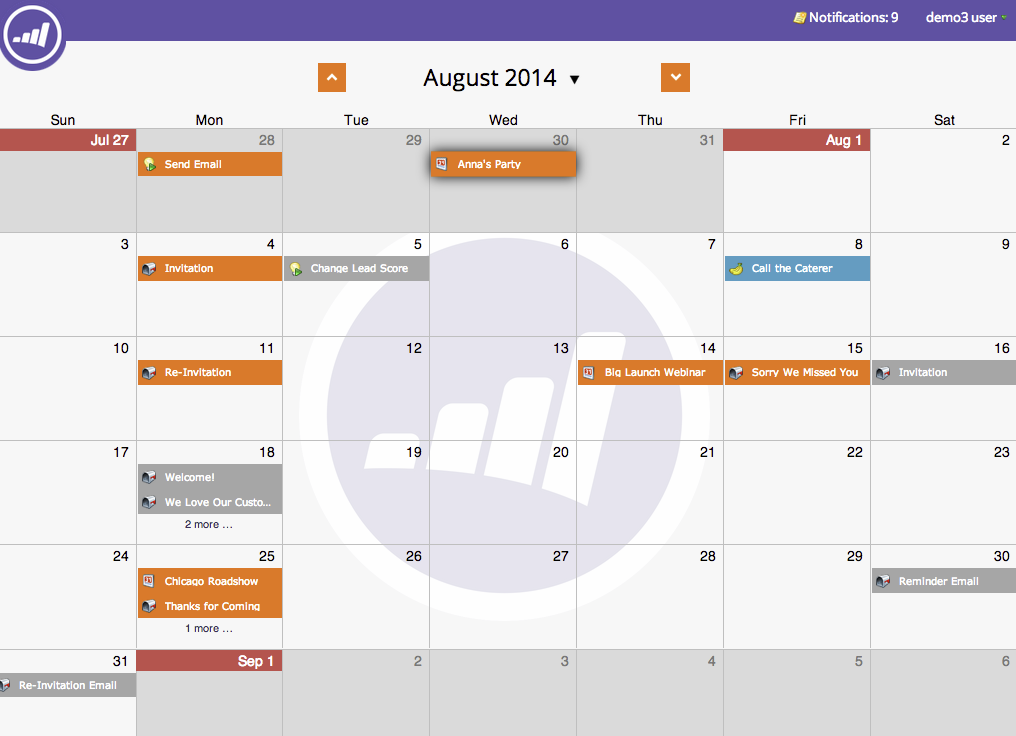 Notifications: 9 demo3 user
August 2014
Sun Mon Tue Wed Thu Fri Sat
Jul 27 28 29 30 31 Aug 1 2
Send Email Anna's Party
3 4 5 6 7 8 9
Invitation Change Lead Score Call the Caterer
10 11 12 13 14 15 16
Re-Invitation Big Launch Webinar Sorry We Missed You Invitation
17 18 19 20 21 22 23
Welcome!
We Love Our Custo...
2 more ...
24 25 26 27 28 29 30
Chicago Roadshow Reminder Email
Thanks for Coming
1 more ...
31 Sep 1 2 3 4 5 6
Re-Invitation Email